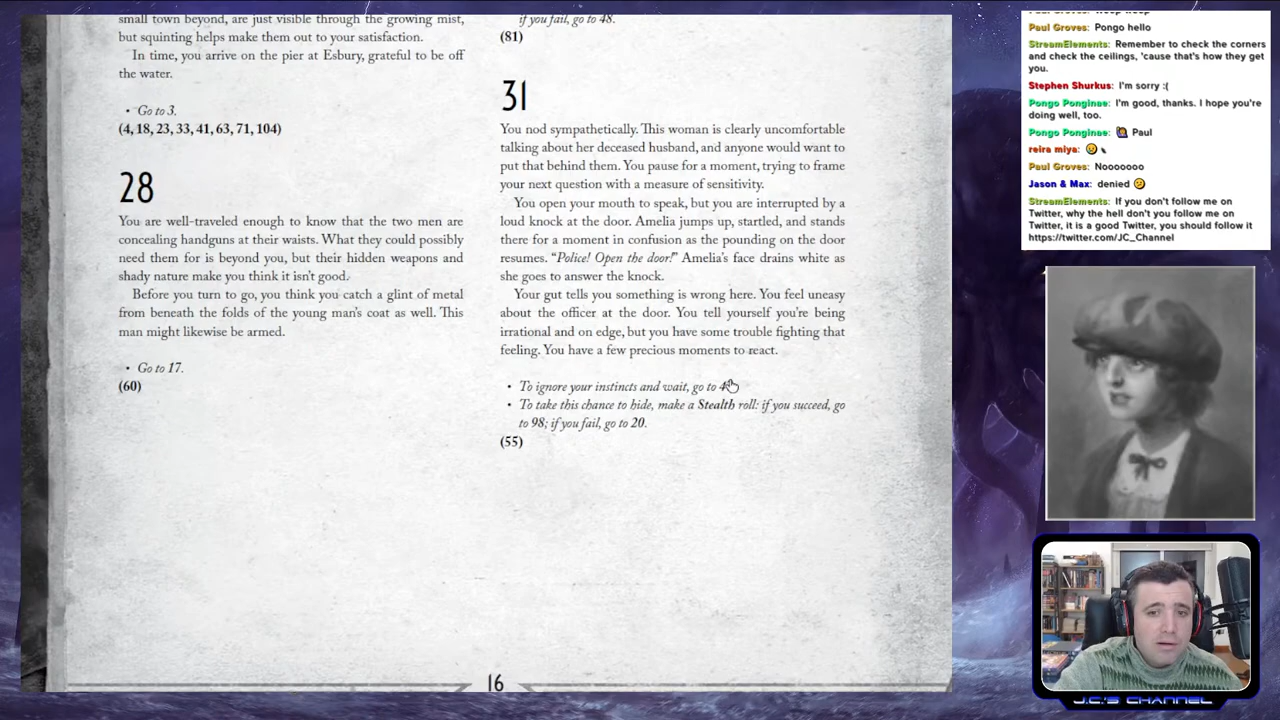 small town beyond, are just visible through the growing mist,
but squinting helps make them out to your satisfaction.
In time, you arrive on the pier at Esbury, grateful to be off
the water.
• Go to 3.
(4, 18, 23, 33, 41, 63, 71, 104)
28
You are well-traveled enough to know that the two men are
concealing handguns at their waists. What they could possibly
need them for is beyond you, but their hidden weapons and
shady nature make you think it isn't good.
Before you turn to go, you think you catch a glint of metal
from beneath the folds of the young man's coat as well. This
man might likewise be armed.
• Go to 17.
(60)
if you fail, go to 48.
(81)
31
You nod sympathetically. This woman is clearly uncomfortable
talking about her deceased husband, and anyone would want to
put that behind them. You pause for a moment, trying to frame
your next question with a measure of sensitivity.
You open your mouth to speak, but you are interrupted by a
loud knock at the door. Amelia jumps up, startled, and stands
there for a moment in confusion as the pounding on the door
resumes. “Police! Open the door!” Amelia's face drains white as
she goes to answer the knock.
Your gut tells you something is wrong here. You feel uneasy
about the officer at the door. You tell yourself you're being
irrational and on edge, but you have some trouble fighting that
feeling. You have a few precious moments to react.
• To ignore your instincts and wait, go to
• To take this chance to hide, make a Stealth roll: if you succeed, go
to 98; if you fail, go to 20.
(55)
16
Paul Groves:
Paul Groves: Pongo hello
StreamElements: Remember to check the corners
and check the ceilings, 'cause that's how they get
you.
Stephen Shurkus: I'm sorry :(
Pongo Ponginae: I'm good, thanks. I hope you're
doing well, too.
Pongo Ponginae: Paul
reira miya:
Paul Groves: Nooooooo
Jason & Max: denied
StreamElements: If you don't follow me on
Twitter, why the hell don't you follow me on
Twitter, it is a good Twitter, you should follow it
https://twitter.com/JC_Channel
J.C.'S CHANNEL